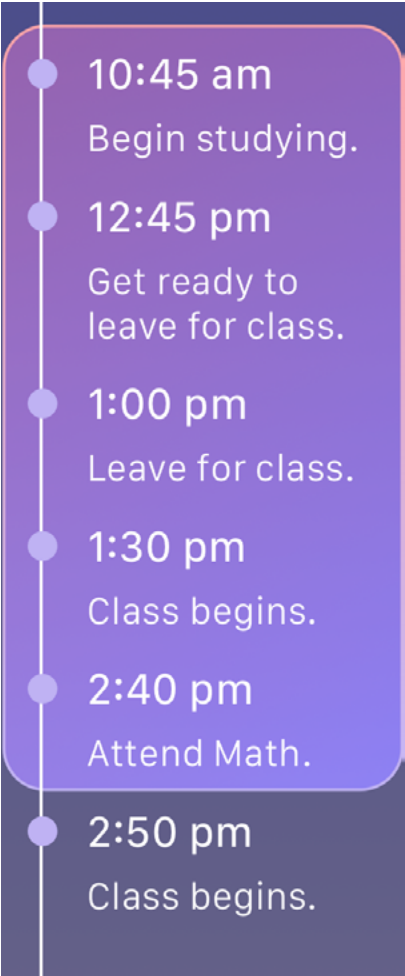 10:45 am
Begin studying.
12:45 pm
Get ready to
leave for class.
1:00 pm
Leave for class.
1:30 pm
Class begins.
2:40 pm
Attend Math.
2:50 pm
Class begins.